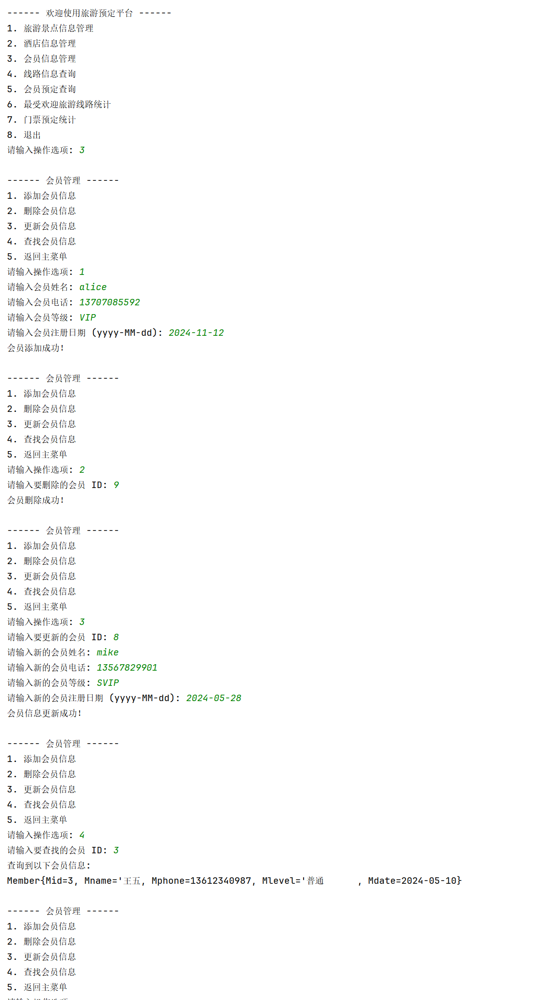 ------ 欢迎使用旅游预定平台 ------
1. 旅游景点信息管理
2. 酒店信息管理
3. 会员信息管理
4. 线路信息查询
5. 会员预定查询
6. 最受欢迎旅游线路统计
7. 门票预定统计
8. 退出
请输入操作选项: 3
------ 会员管理 ------
1. 添加会员信息
2. 删除会员信息
3. 更新会员信息
4. 查找会员信息
5. 返回主菜单
请输入操作选项: 1
请输入会员姓名: alice
请输入会员电话: 13707085592
请输入会员等级: VIP
请输入会员注册日期 (yyyy-MM-dd): 2024-11-12
会员添加成功!
------ 会员管理 ------
1. 添加会员信息
2. 删除会员信息
3. 更新会员信息
4. 查找会员信息
5. 返回主菜单
请输入操作选项: 2
请输入要删除的会员 ID: 9
会员删除成功!
------ 会员管理 ------
1. 添加会员信息
2. 删除会员信息
3. 更新会员信息
4. 查找会员信息
5. 返回主菜单
请输入操作选项: 3
请输入要更新的会员 ID: 8
请输入新的会员姓名: mike
请输入新的会员电话: 13567829901
请输入新的会员等级: SVIP
请输入新的会员注册日期 (yyyy-MM-dd): 2024-05-28
会员信息更新成功!
------ 会员管理 ------
1. 添加会员信息
2. 删除会员信息
3. 更新会员信息
4. 查找会员信息
5. 返回主菜单
请输入操作选项: 4
请输入要查找的会员 ID: 3
查询到以下会员信息:
Member{Mid=3, Mname='王五, Mphone=13612340987, Mlevel='普通      , Mdate=2024-05-10}
------ 会员管理 ------
1. 添加会员信息
2. 删除会员信息
3. 更新会员信息
4. 查找会员信息
5. 返回主菜单